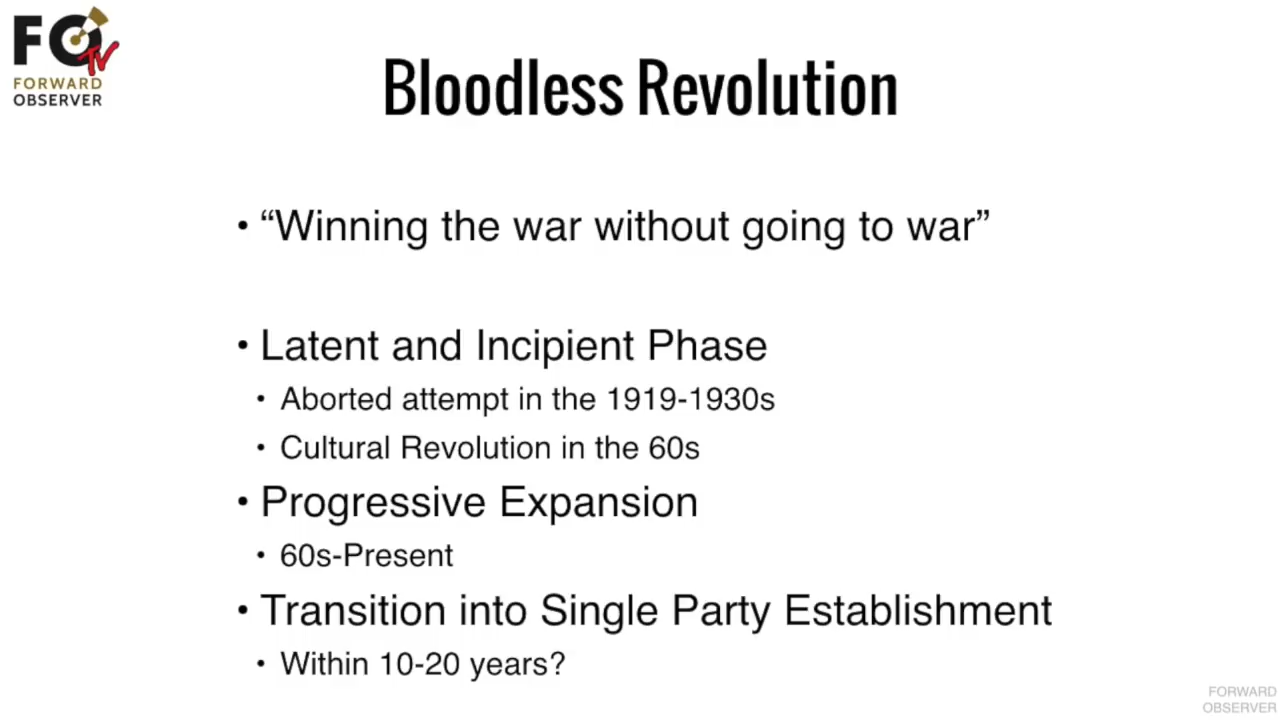 FO TV
FORWARD
OBSERVER
Bloodless Revolution
• “Winning the war without going to war”
• Latent and Incipient Phase
• Aborted attempt in the 1919-1930s
• Cultural Revolution in the 60s
• Progressive Expansion
• 60s-Present
• Transition into Single Party Establishment
• Within 10-20 years?
FORWARD
OBSERVER